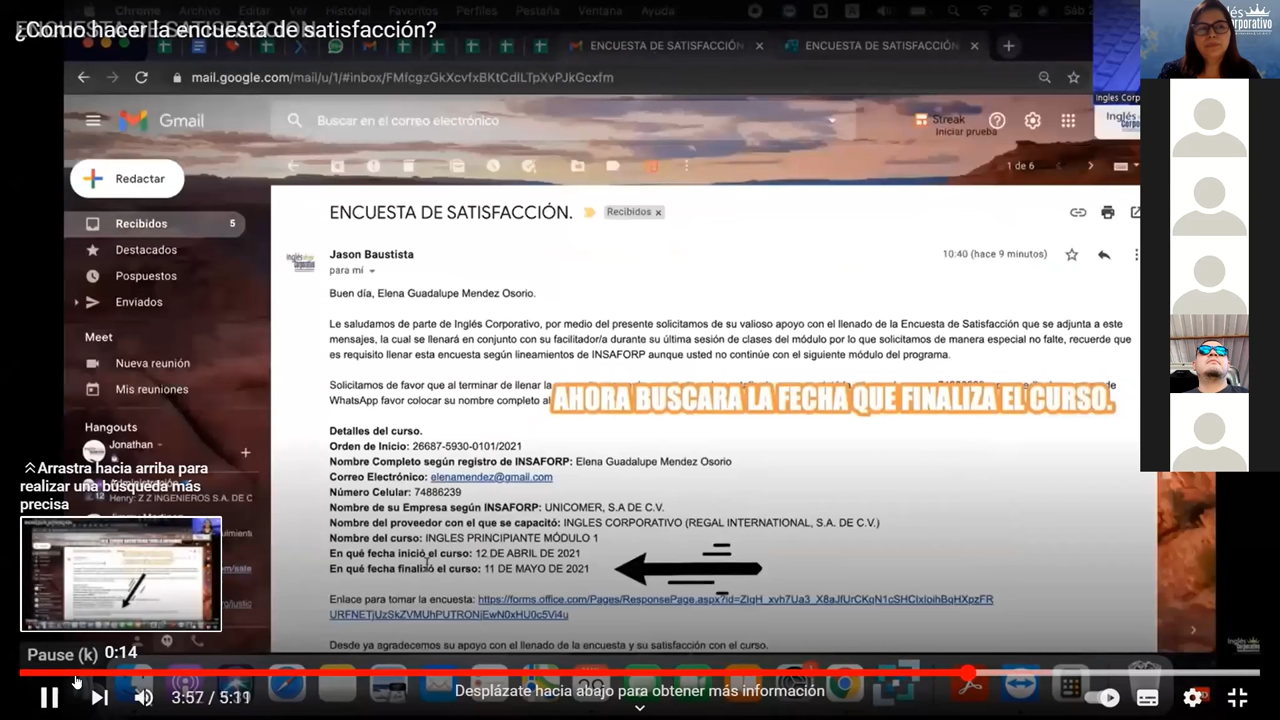 ¿Como hacer la encuesta de satisfacción?
Chrome Archivo Editar Ver Historial Favoritos Perfiles Pestaña Ventana Ayuda
ENCUESTA DE SATISFACCIÓN
ENCUESTA DE SATISFACCIÓN
mail.google.com/mail/u/1/#inbox/FMfcgzGkXcvfxBKtCdlLTpXvPJkGcxfm
Gmail
Buscar en el correo electrónico
Streak
Iniciar prueba
Redactar
1 de 6
Recibidos 5
Destacados
Pospuestos
Enviados
Meet
Nueva reunión
Mis reuniones
Hangouts
Jonathan
Henry: Z Z INGENIEROS S.A. DE C
ENCUESTA DE SATISFACCIÓN.
Recibidos x
Jason Baustista
10:40 (hace 9 minutos)
para mí
Buen día, Elena Guadalupe Mendez Osorio.
Le saludamos de parte de Inglés Corporativo, por medio del presente solicitamos de su valioso apoyo con el llenado de la Encuesta de Satisfacción que se adjunta a este
mensajes, la cual se llenará en conjunto con su facilitador/a durante su última sesión de clases del módulo por lo que solicitamos de manera especial no falte, recuerde que
es requisito llenar esta encuesta según lineamientos de INSAFORP aunque usted no continúe con el siguiente módulo del programa.
Solicitamos de favor que al terminar de llenar la
WhatsApp favor colocar su nombre completo al
AHORA BUSCARA LA FECHA QUE FINALIZA EL CURSO.
Detalles del curso.
Orden de Inicio: 26687-5930-0101/2021
Nombre Completo según registro de INSAFORP: Elena Guadalupe Mendez Osorio
Correo Electrónico: elenamendez@gmail.com
Número Celular: 74886239
Nombre de su Empresa según INSAFORP: UNICOMER, S.A DE C.V.
Nombre del proveedor con el que se capacitó: INGLES CORPORATIVO (REGAL INTERNATIONAL, S.A. DE C.V.)
Nombre del curso: INGLES PRINCIPIANTE MÓDULO 1
En qué fecha inició el curso: 12 DE ABRIL DE 2021
En qué fecha finalizó el curso: 11 DE MAYO DE 2021
Enlace para tomar la encuesta:
Desde ya agradecemos su apoyo con el llenado de la encuesta y su satisfacción con el curso.
Arrastra hacia arriba para
realizar una búsqueda más
precisa
Pause (k) 0:14
3:57 / 5:11
Desplázate hacia abajo para obtener más información